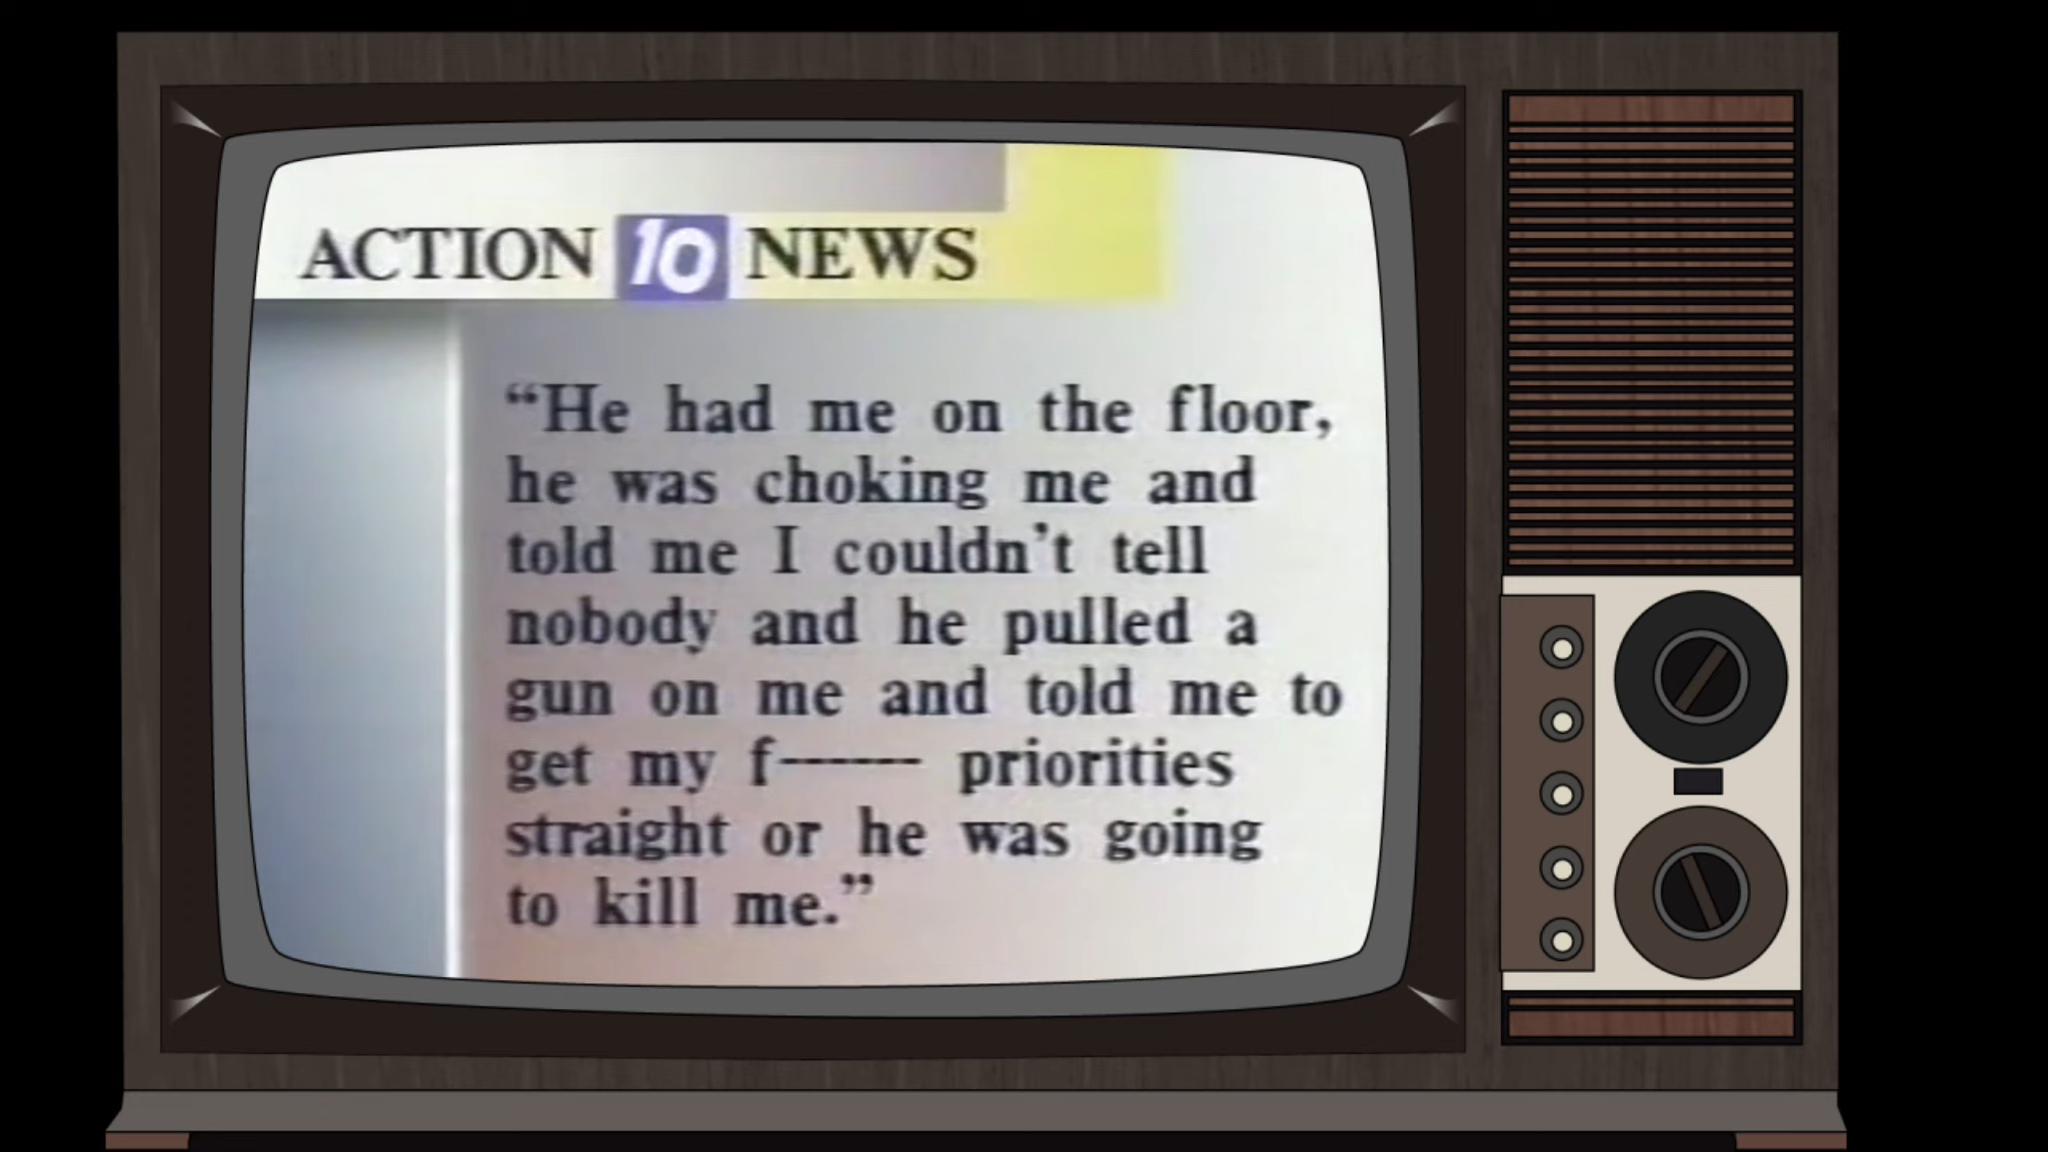 ACTION 10 NEWS
“He had me on the floor,
he was choking me and
told me I couldn’t tell
nobody and he pulled a
gun on me and told me to
get my f------ priorities
straight or he was going
to kill me.”